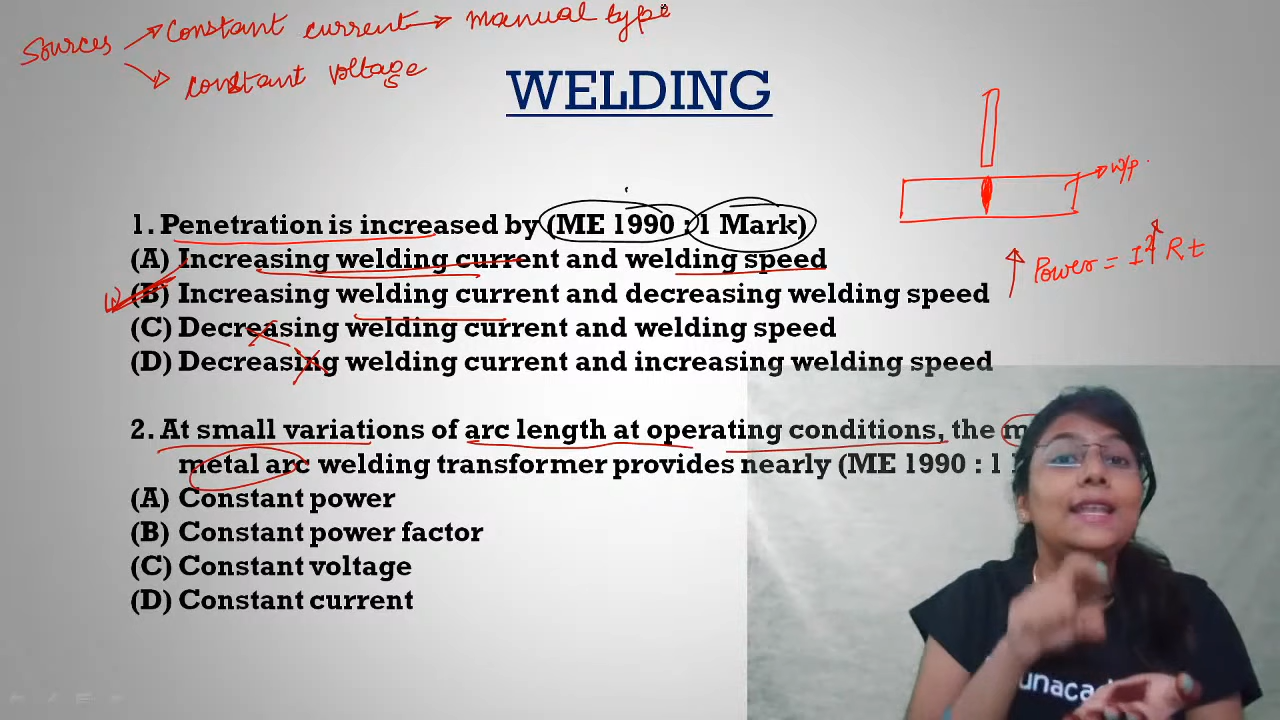 Sources → Constant current → manual type
→ constant voltage
WELDING
w/p
1. Penetration is increased by (ME 1990 : 1 Mark)
(A) Increasing welding current and welding speed
(B) Increasing welding current and decreasing welding speed
(C) Decreasing welding current and welding speed
(D) Decreasing welding current and increasing welding speed
Power = I² R t
2. At small variations of arc length at operating conditions, the
metal arc welding transformer provides nearly (ME 1990 : 1
(A) Constant power
(B) Constant power factor
(C) Constant voltage
(D) Constant current
unaca